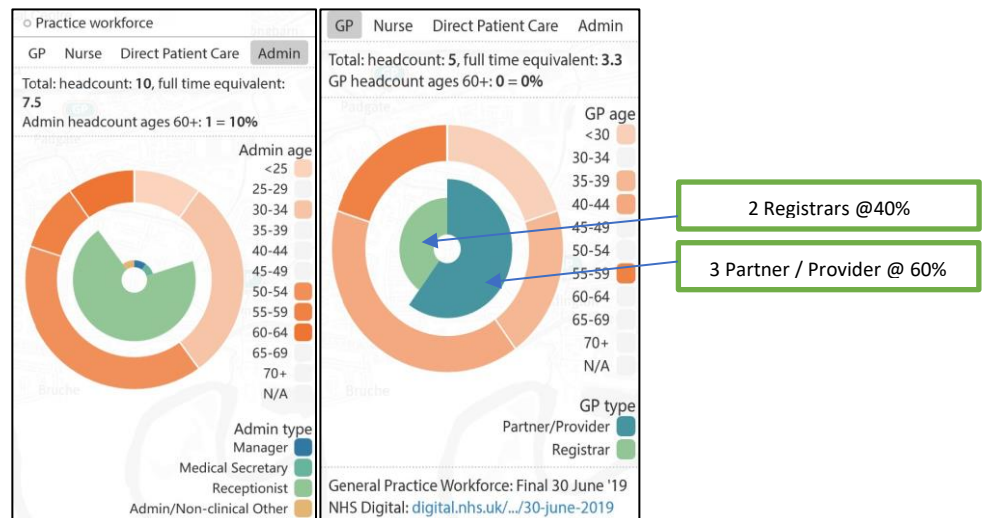 ○ Practice workforce
GP Nurse Direct Patient Care Admin
Total: headcount: 10, full time equivalent:
7.5
Admin headcount ages 60+: 1 = 10%
Admin age
<25
25-29
30-34
35-39
40-44
45-49
50-54
55-59
60-64
65-69
70+
N/A
Bruche
Admin type
Manager
Medical Secretary
Receptionist
Admin/Non-clinical Other
GP Nurse Direct Patient Care Admin
Total: headcount: 5, full time equivalent: 3.3
GP headcount ages 60+: 0 = 0%
Padgate
GP age
<30
30-34
35-39
40-44
45-49
50-54
55-59
60-64
65-69
70+
N/A
GP type
Partner/Provider
Registrar
General Practice Workforce: Final 30 June '19
NHS Digital: digital.nhs.uk/.../30-june-2019
2 Registrars @40%
3 Partner / Provider @ 60%